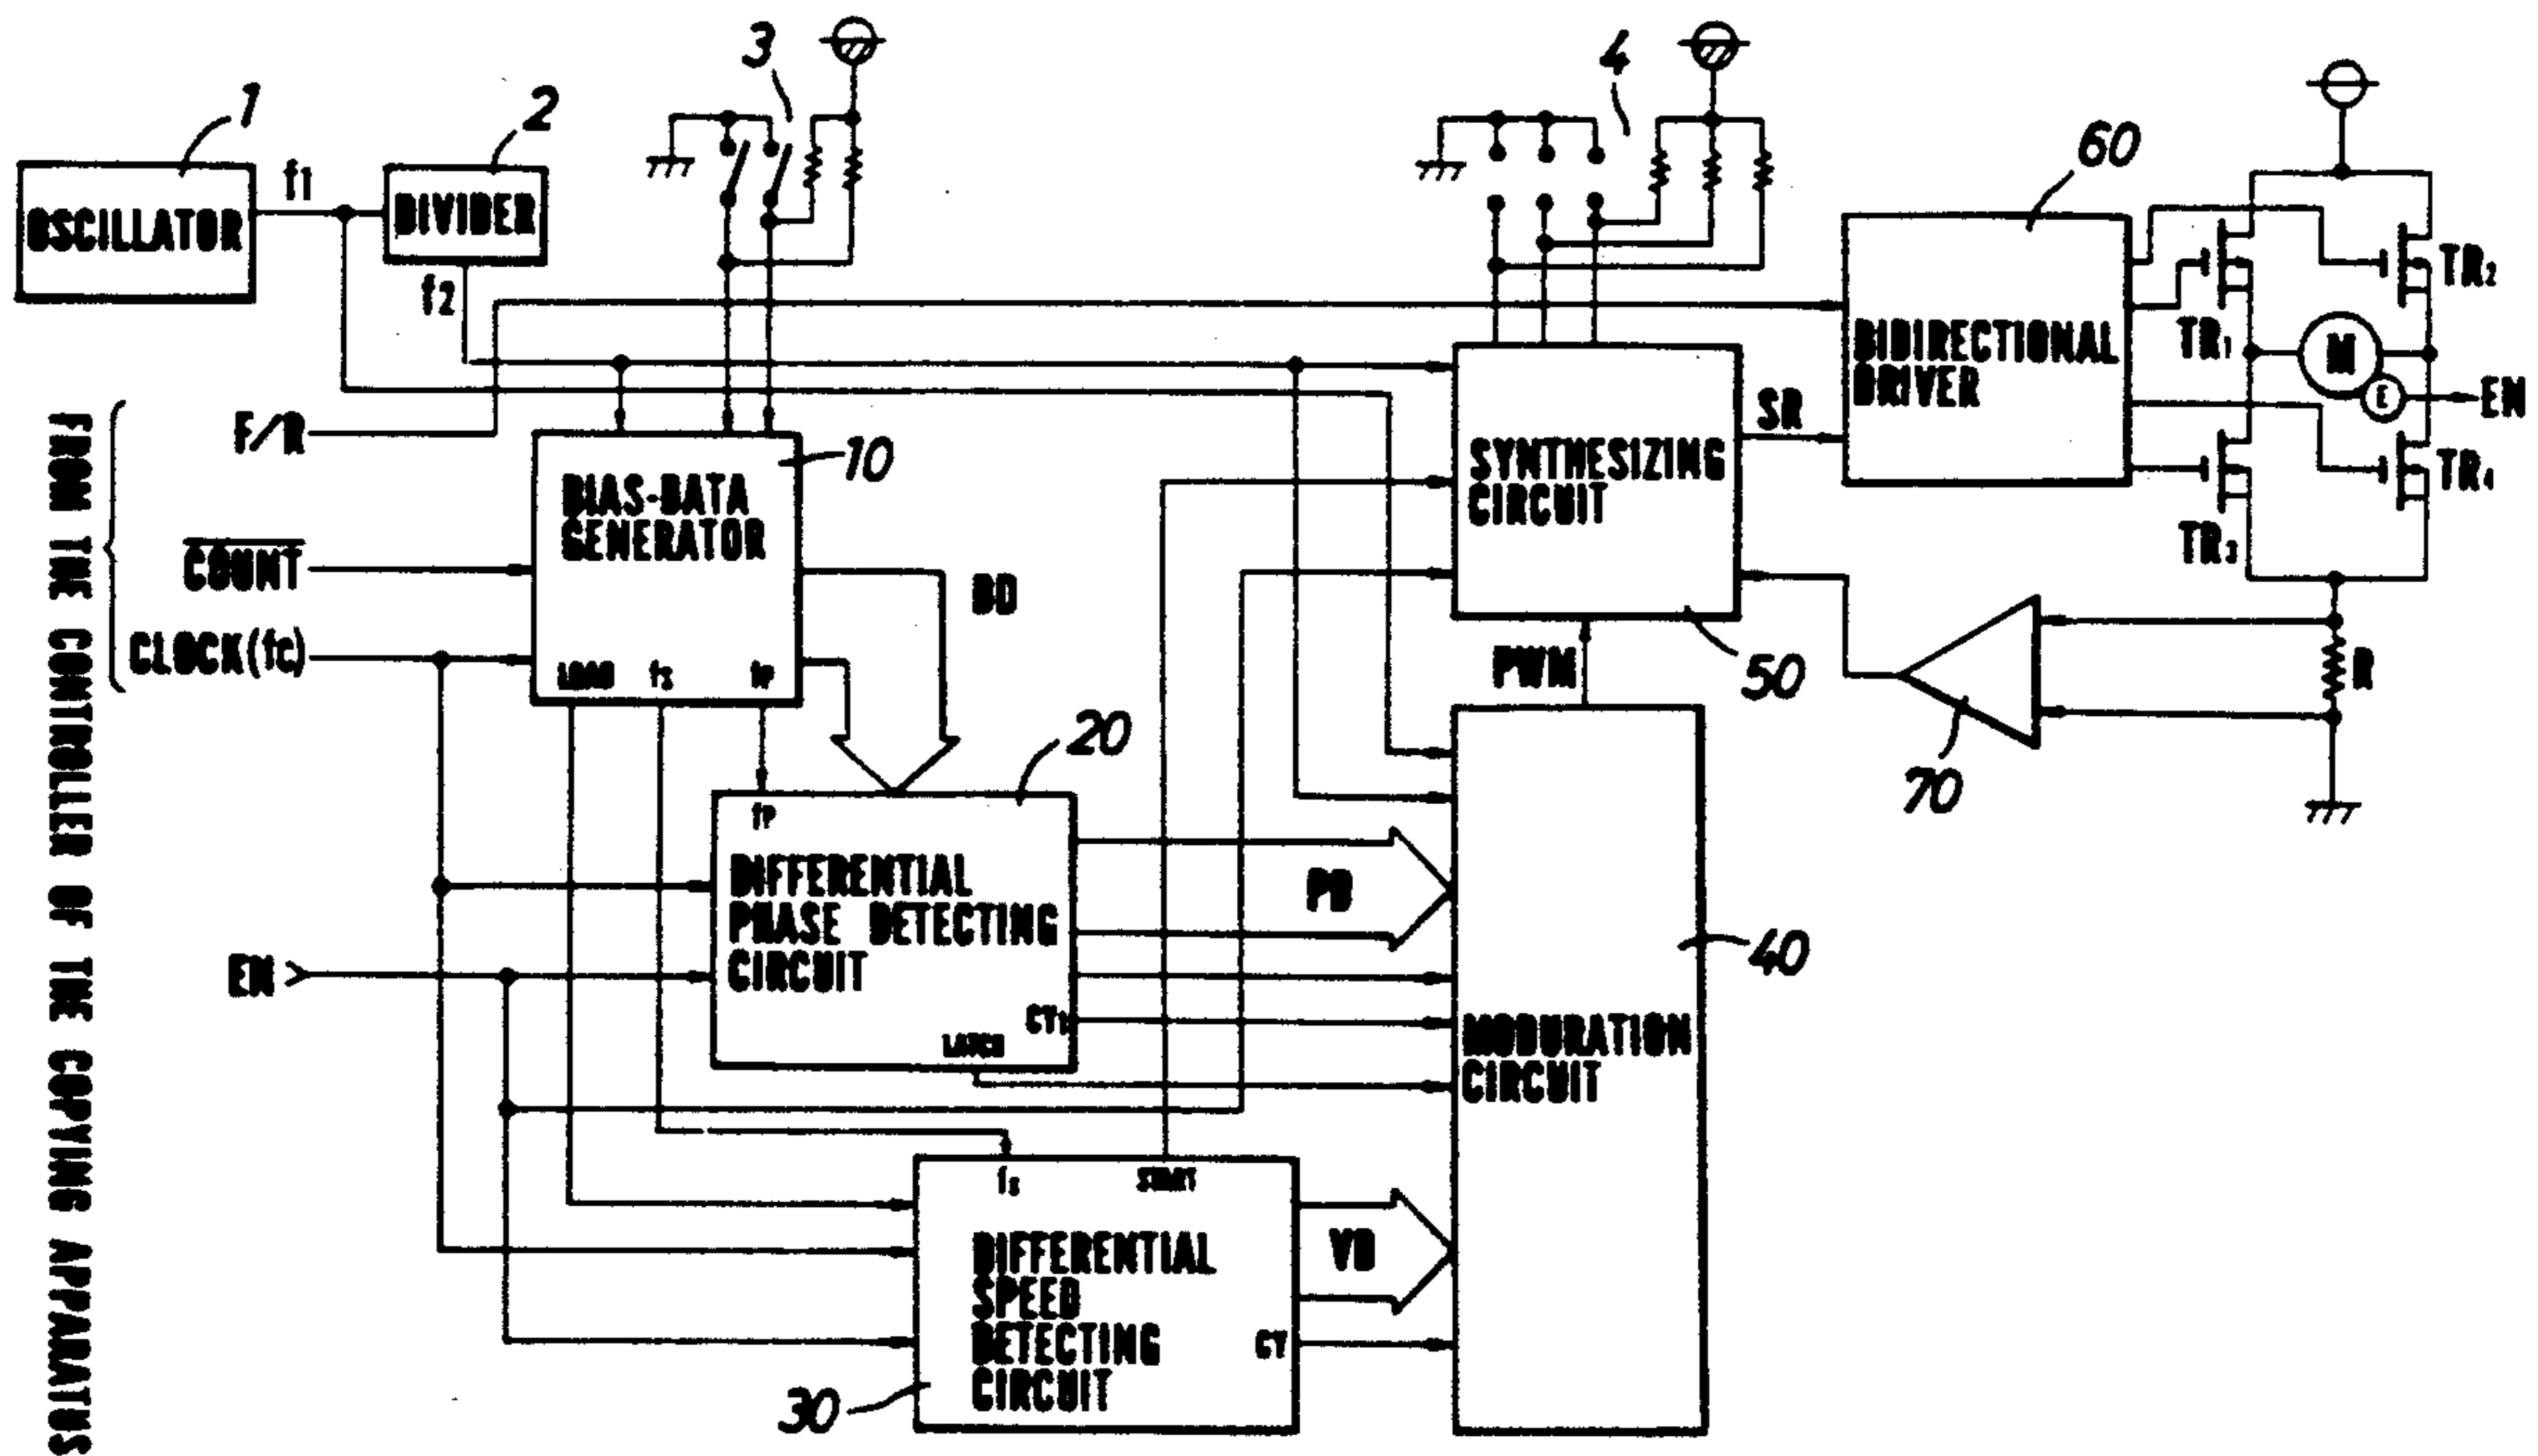 1
2
3
4
f1
OSCILLATOR
DIVIDER
f2
60
TR2
TR1
M
E
EN
BIDIRECTIONAL
DRIVER
SR
F/R
10
BIAS-DATA
GENERATOR
SYNTHESIZING
CIRCUIT
TR4
TR3
COUNT
BD
CLOCK(fc)
LOAD fs fP
PWM
50
R
70
20
fP
DIFFERENTIAL
PHASE DETECTING
CIRCUIT
PD
40
EN
CY1
LATCH
MODURATION
CIRCUIT
fs START
DIFFERENTIAL
SPEED
DETECTING
CIRCUIT
VD
CY
30
FROM THE CONTROLLER OF THE COPYING APPARATUS